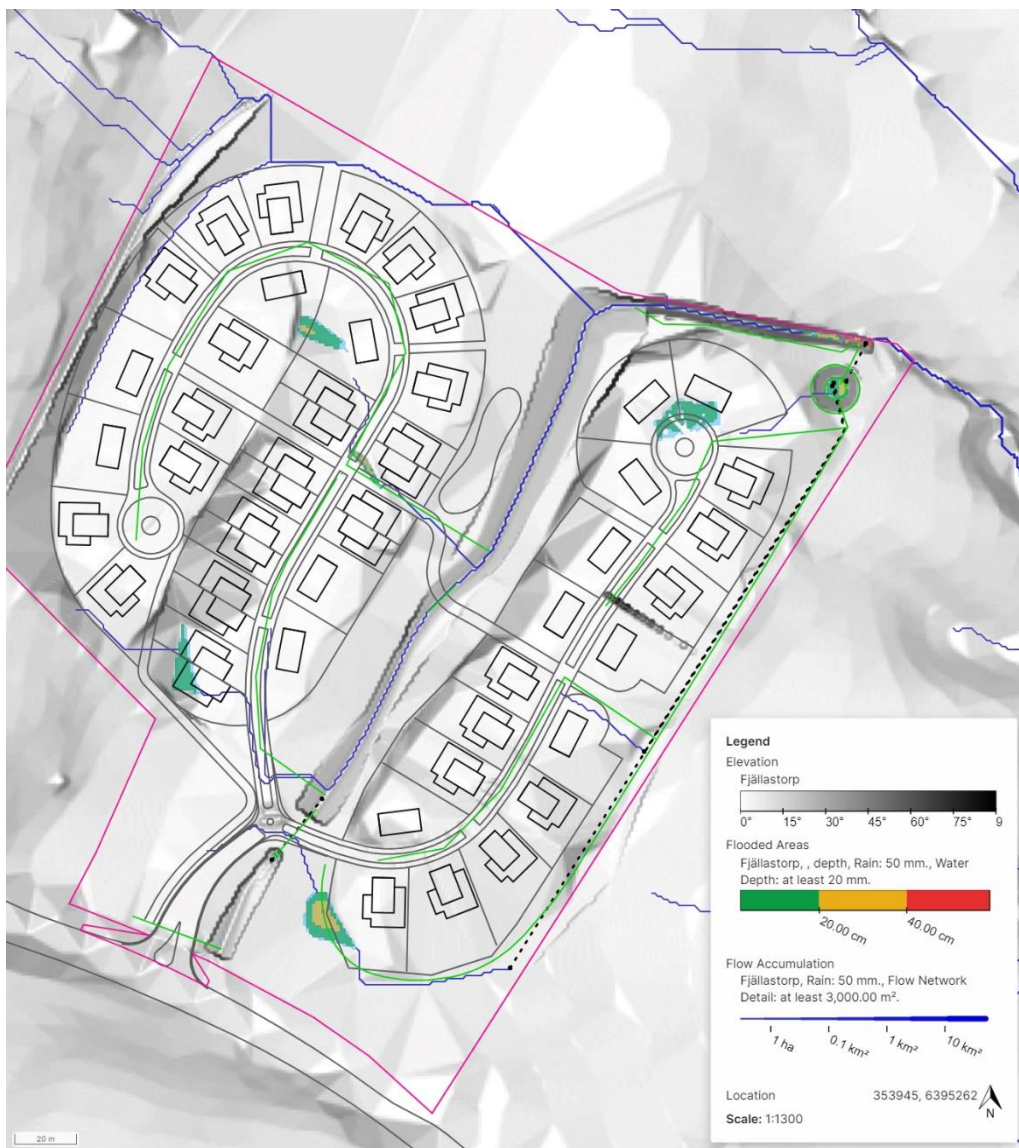 Legend
Elevation
Fjällastorp
0° 15° 30° 45° 60° 75° 9
Flooded Areas
Fjällastorp, , depth, Rain: 50 mm., Water
Depth: at least 20 mm.
20.00 cm 40.00 cm
Flow Accumulation
Fjällastorp, Rain: 50 mm., Flow Network
Detail: at least 3,000.00 m².
1 ha 0.1 km² 1 km² 10 km²
Location 353945, 6395262
Scale: 1:1300 N
20 m